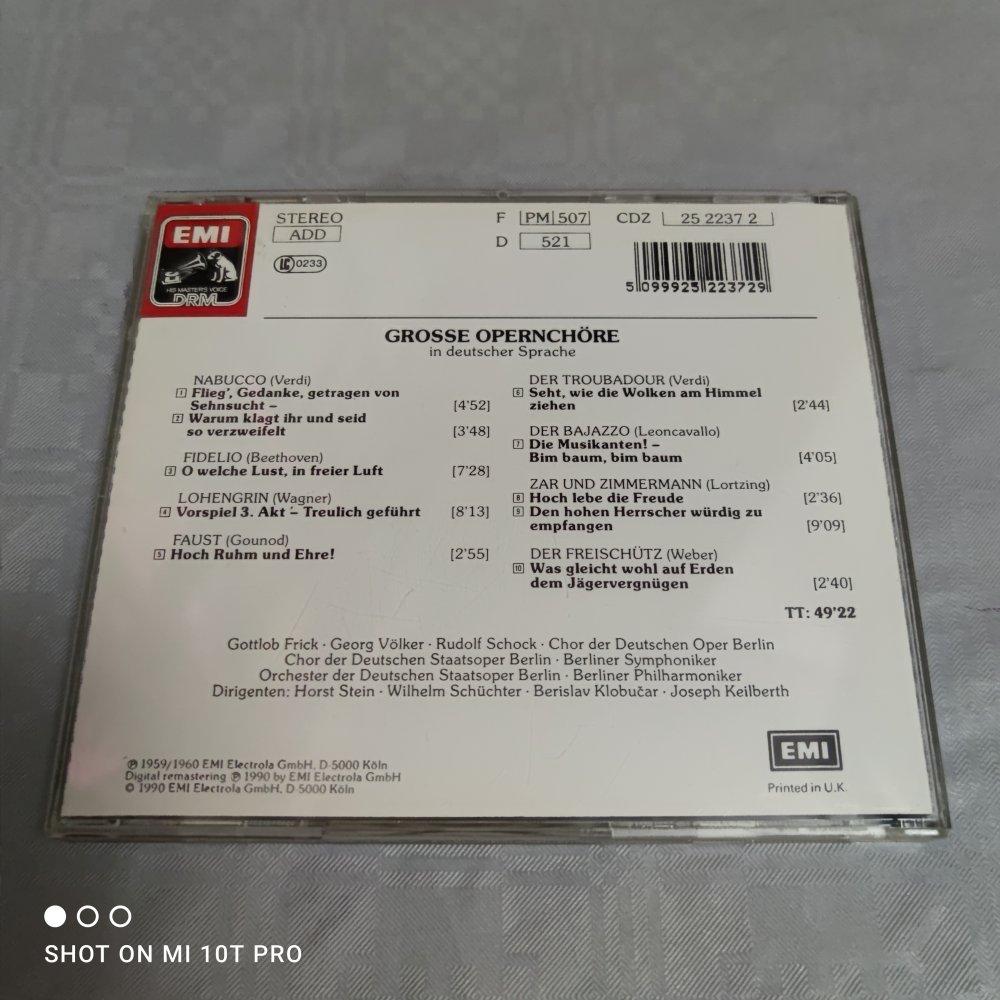 EMI
HIS MASTER'S VOICE
DRM
STEREO
ADD
LC 0233
F PM 507 CDZ 25 2237 2
D 521
5 099925 223729
GROSSE OPERNCHÖRE
in deutscher Sprache
NABUCCO (Verdi)
1 Flieg', Gedanke, getragen von
Sehnsucht – [4'52]
2 Warum klagt ihr und seid
so verzweifelt [3'48]
FIDELIO (Beethoven)
3 O welche Lust, in freier Luft [7'28]
LOHENGRIN (Wagner)
4 Vorspiel 3. Akt – Treulich geführt [8'13]
FAUST (Gounod)
5 Hoch Ruhm und Ehre! [2'55]
DER TROUBADOUR (Verdi)
6 Seht, wie die Wolken am Himmel
ziehen [2'44]
DER BAJAZZO (Leoncavallo)
7 Die Musikanten! –
Bim baum, bim baum [4'05]
ZAR UND ZIMMERMANN (Lortzing)
8 Hoch lebe die Freude [2'36]
9 Den hohen Herrscher würdig zu
empfangen [9'09]
DER FREISCHÜTZ (Weber)
10 Was gleicht wohl auf Erden
dem Jägervergnügen [2'40]
TT: 49'22
Gottlob Frick · Georg Völker · Rudolf Schock · Chor der Deutschen Oper Berlin
Chor der Deutschen Staatsoper Berlin · Berliner Symphoniker
Orchester der Deutschen Staatsoper Berlin · Berliner Philharmoniker
Dirigenten: Horst Stein · Wilhelm Schüchter · Berislav Klobučar · Joseph Keilberth
℗ 1959/1960 EMI Electrola GmbH, D-5000 Köln
Digital remastering ℗ 1990 by EMI Electrola GmbH
© 1990 EMI Electrola GmbH, D-5000 Köln
EMI
Printed in U.K.
SHOT ON MI 10T PRO